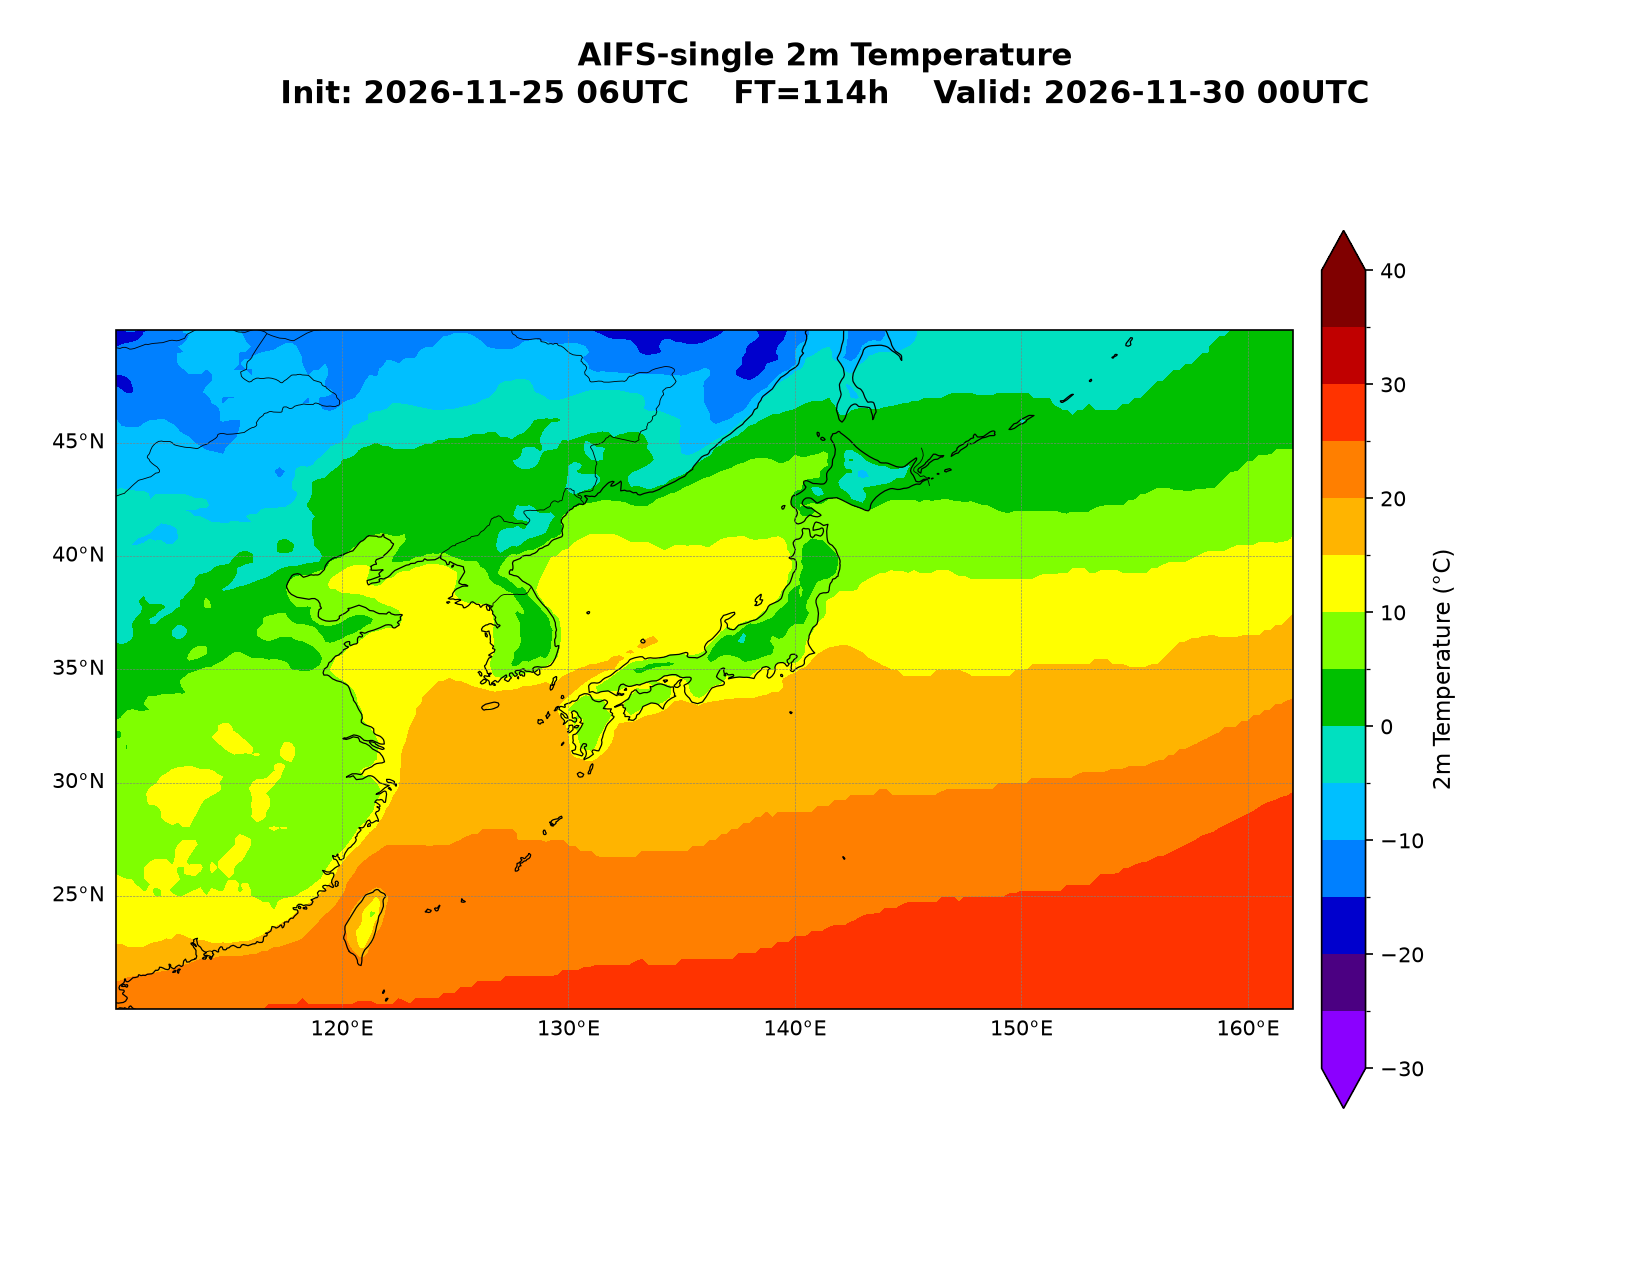 AIFS-single 2m Temperature
Init: 2026-11-25 06UTC    FT=114h    Valid: 2026-11-30 00UTC
45°N
40°N
35°N
30°N
25°N
120°E
130°E
140°E
150°E
160°E
40
30
20
10
0
−10
−20
−30
2m Temperature (°C)